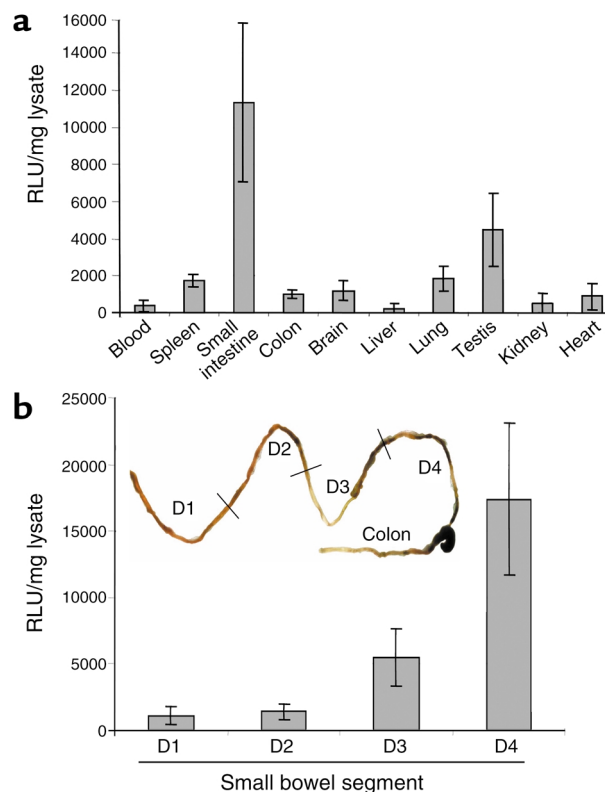 a
RLU/mg lysate
16000
14000
12000
10000
8000
6000
4000
2000
0
Blood
Spleen
Small
intestine
Colon
Brain
Liver
Lung
Testis
Kidney
Heart
b
RLU/mg lysate
25000
20000
15000
10000
5000
0
D1
D2
D3
D4
Colon
D1 D2 D3 D4
Small bowel segment